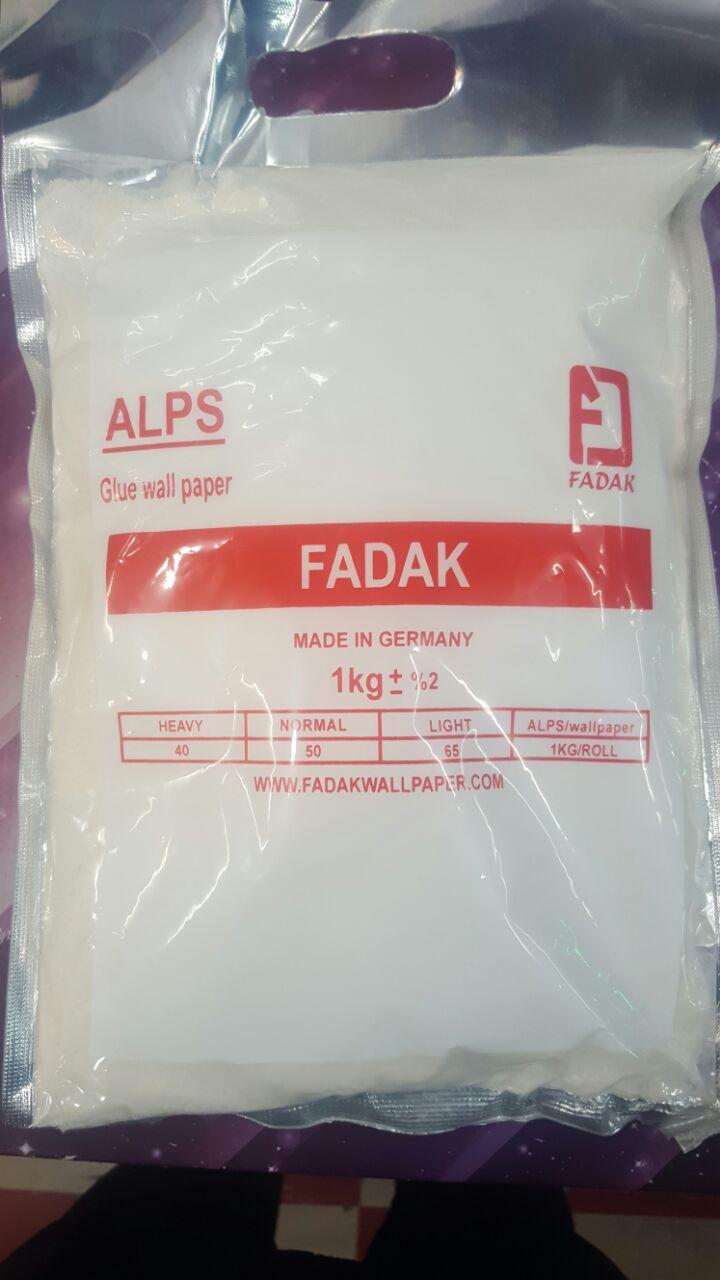 ALPS
Glue wall paper
FADAK
FADAK
MADE IN GERMANY
1kg ± %2
HEAVY NORMAL LIGHT ALPS/wallpaper
40 50 65 1KG/ROLL
WWW.FADAKWALLPAPER.COM